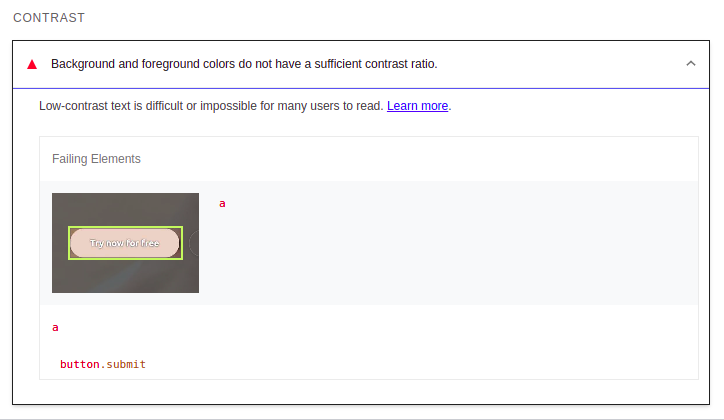 CONTRAST
Background and foreground colors do not have a sufficient contrast ratio.
Low-contrast text is difficult or impossible for many users to read. Learn more.
Failing Elements
Try now for free
a
a
button.submit